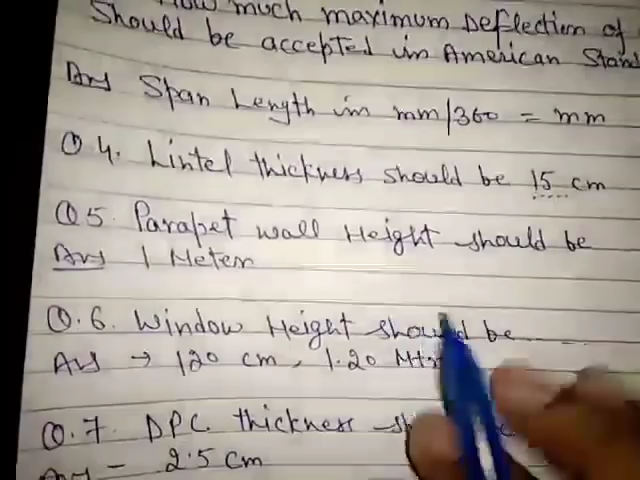 How much maximum Deflection of
Should be accepted in American Stand
Ans Span Length in mm/360 = mm
Q 4. Lintel thickness should be 15 cm
Q 5. Parapet wall Height should be
Ans 1 Meter
Q. 6. Window Height should be
Ans → 120 cm, 1.20 Mtr
Q. 7. DPC thickness
Ans - 2.5 cm